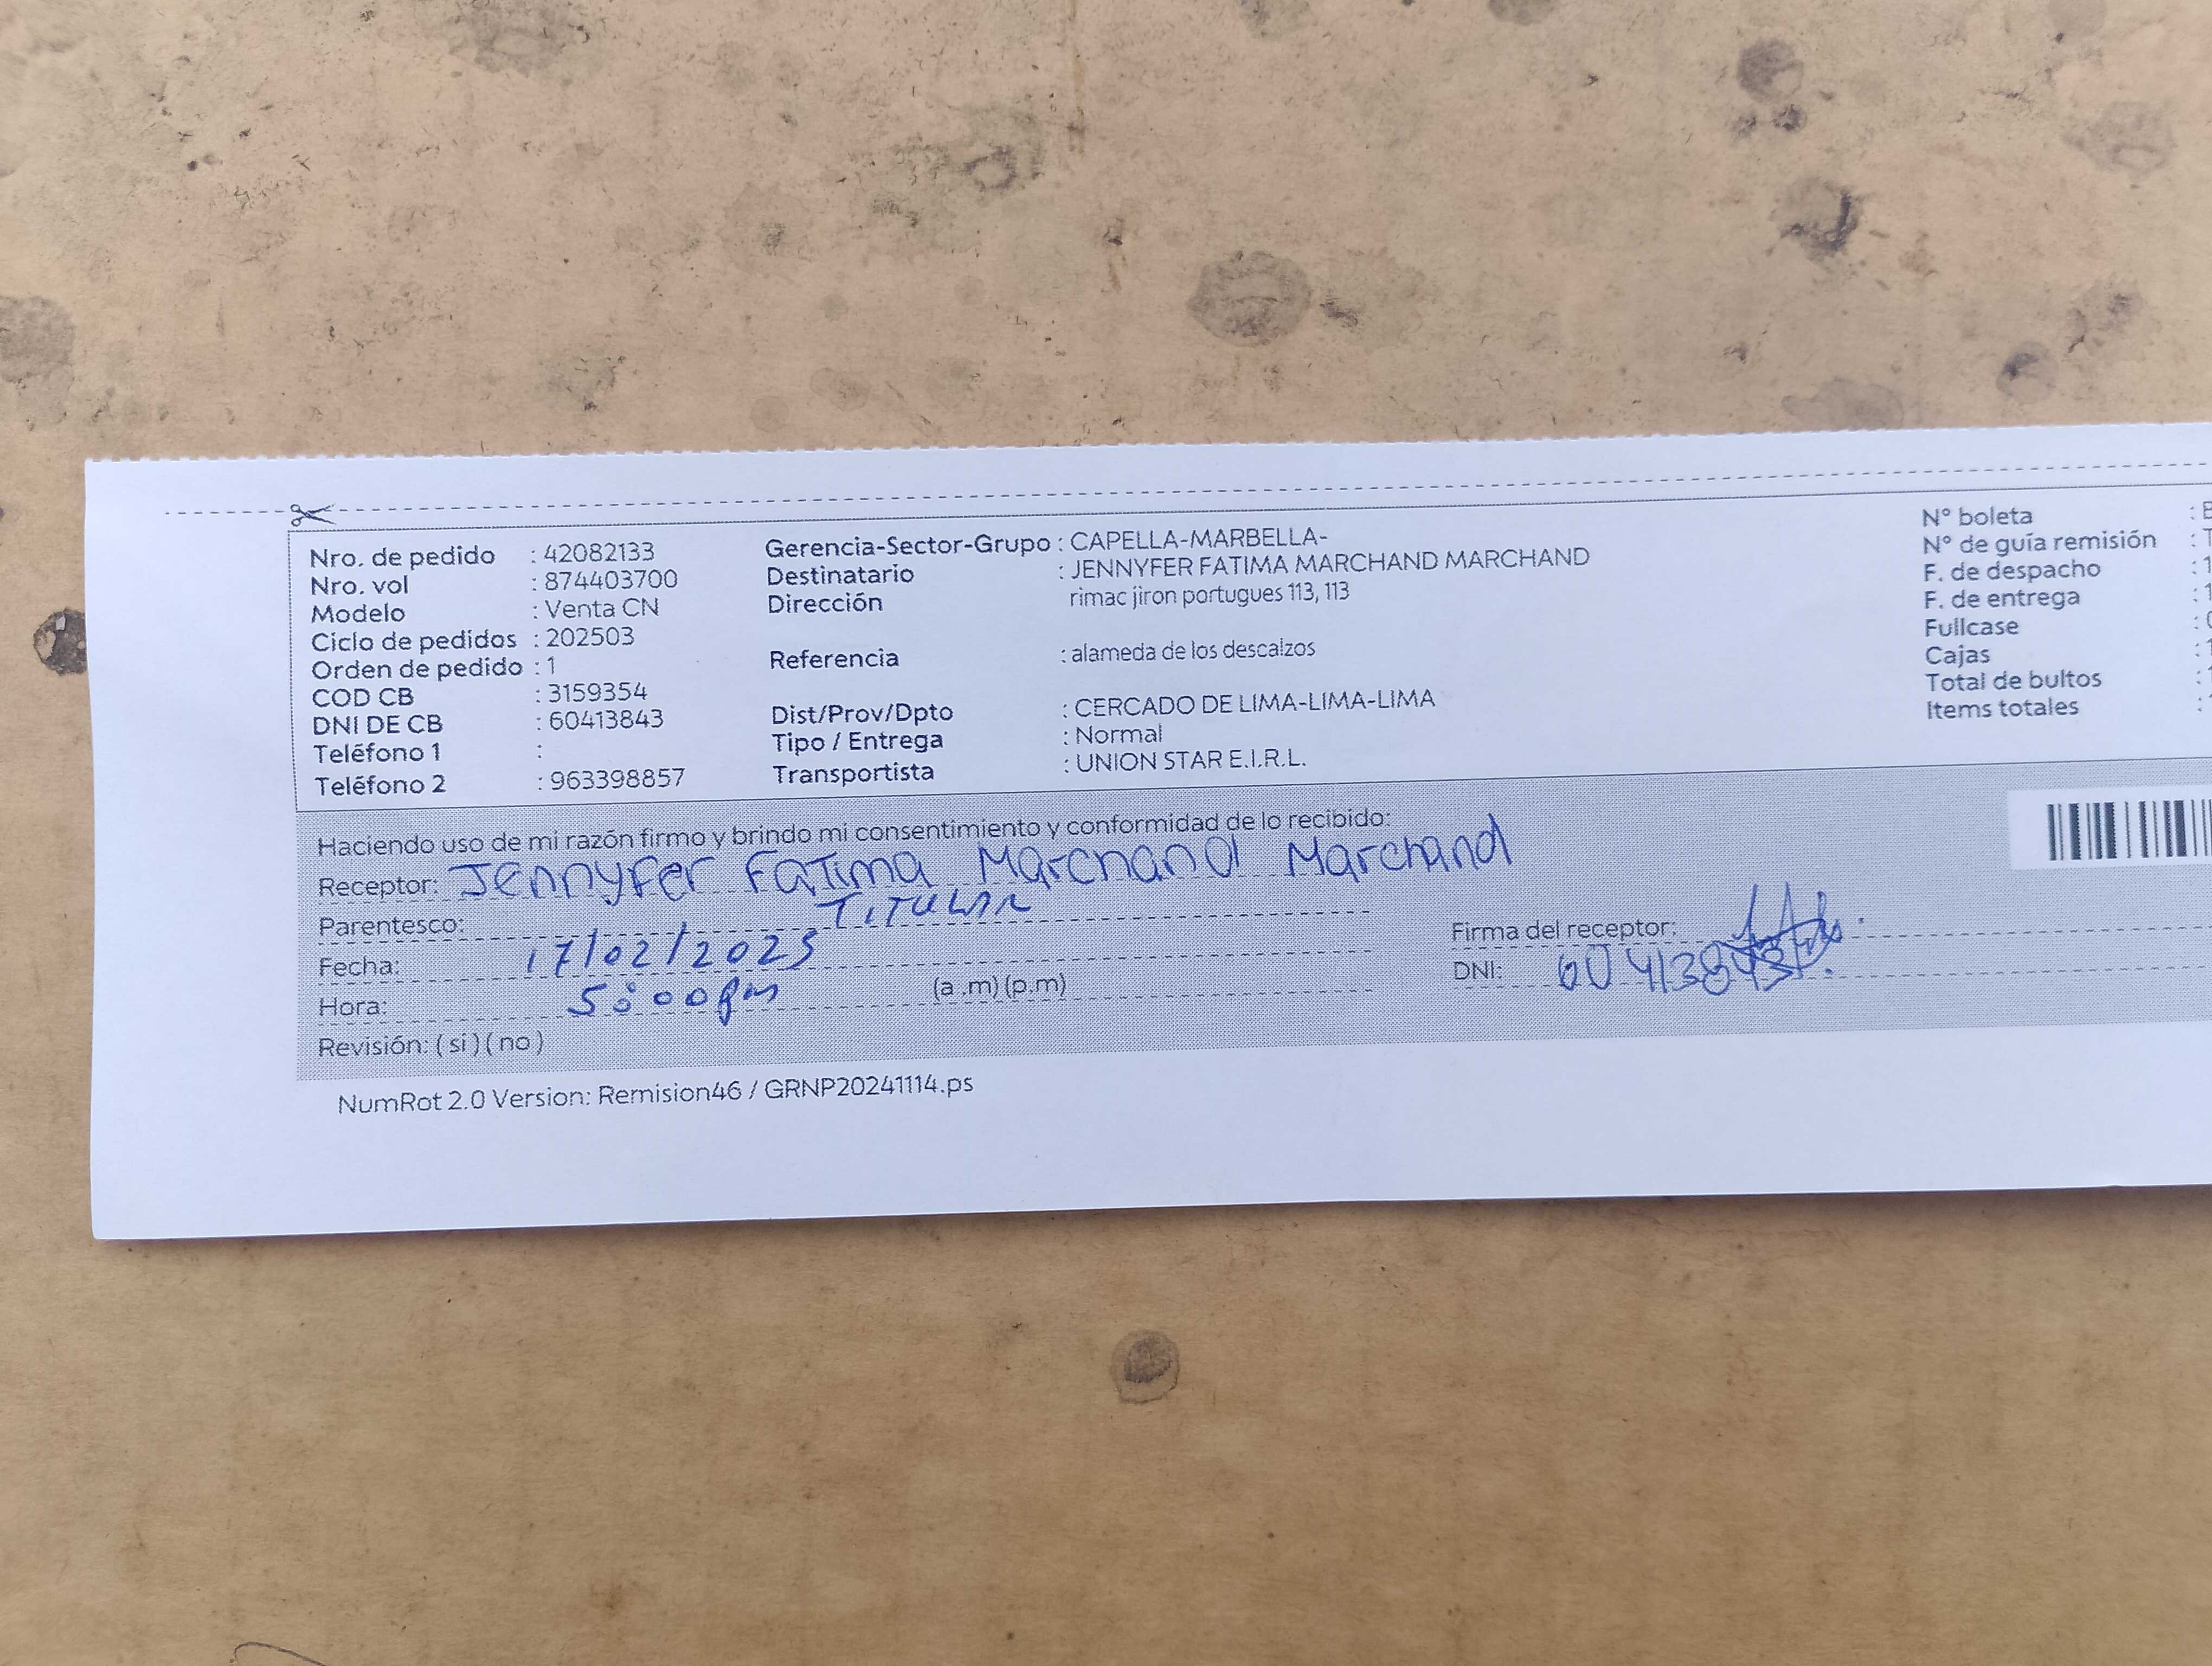 Nro. de pedido : 42082133
Nro. vol : 874403700
Modelo : Venta CN
Ciclo de pedidos : 202503
Orden de pedido : 1
COD CB : 3159354
DNI DE CB : 60413843
Teléfono 1 :
Teléfono 2 : 963398857
Gerencia-Sector-Grupo : CAPELLA-MARBELLA-
Destinatario : JENNYFER FATIMA MARCHAND MARCHAND
Dirección rimac jiron portugues 113, 113
Referencia : alameda de los descalzos
Dist/Prov/Dpto : CERCADO DE LIMA-LIMA-LIMA
Tipo / Entrega : Normal
Transportista : UNION STAR E.I.R.L.
N° boleta :
N° de guía remisión :
F. de despacho :
F. de entrega :
Fullcase :
Cajas :
Total de bultos :
Items totales :
Haciendo uso de mi razón firmo y brindo mi consentimiento y conformidad de lo recibido:
Receptor: Jennyfer Fatima Marchand Marchand
Parentesco: TITULAR
Fecha: 17/02/2025
Hora: 5:00pm (a .m) (p.m)
Revisión: ( si ) ( no )
Firma del receptor:
DNI: 60413843
NumRot 2.0 Version: Remision46 / GRNP20241114.ps